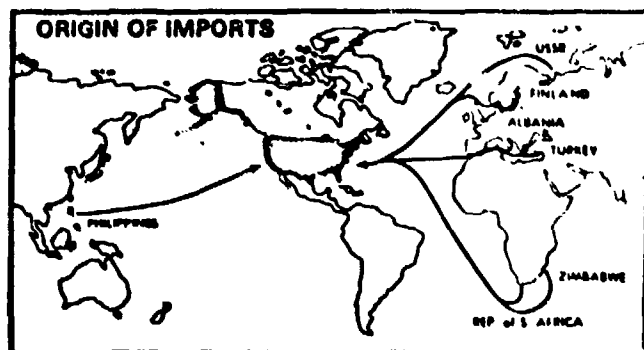 ORIGIN OF IMPORTS
USSR
FINLAND
ALBANIA
&
TURKEY
PHILIPPINES
ZIMBABWE
REP of S AFRICA